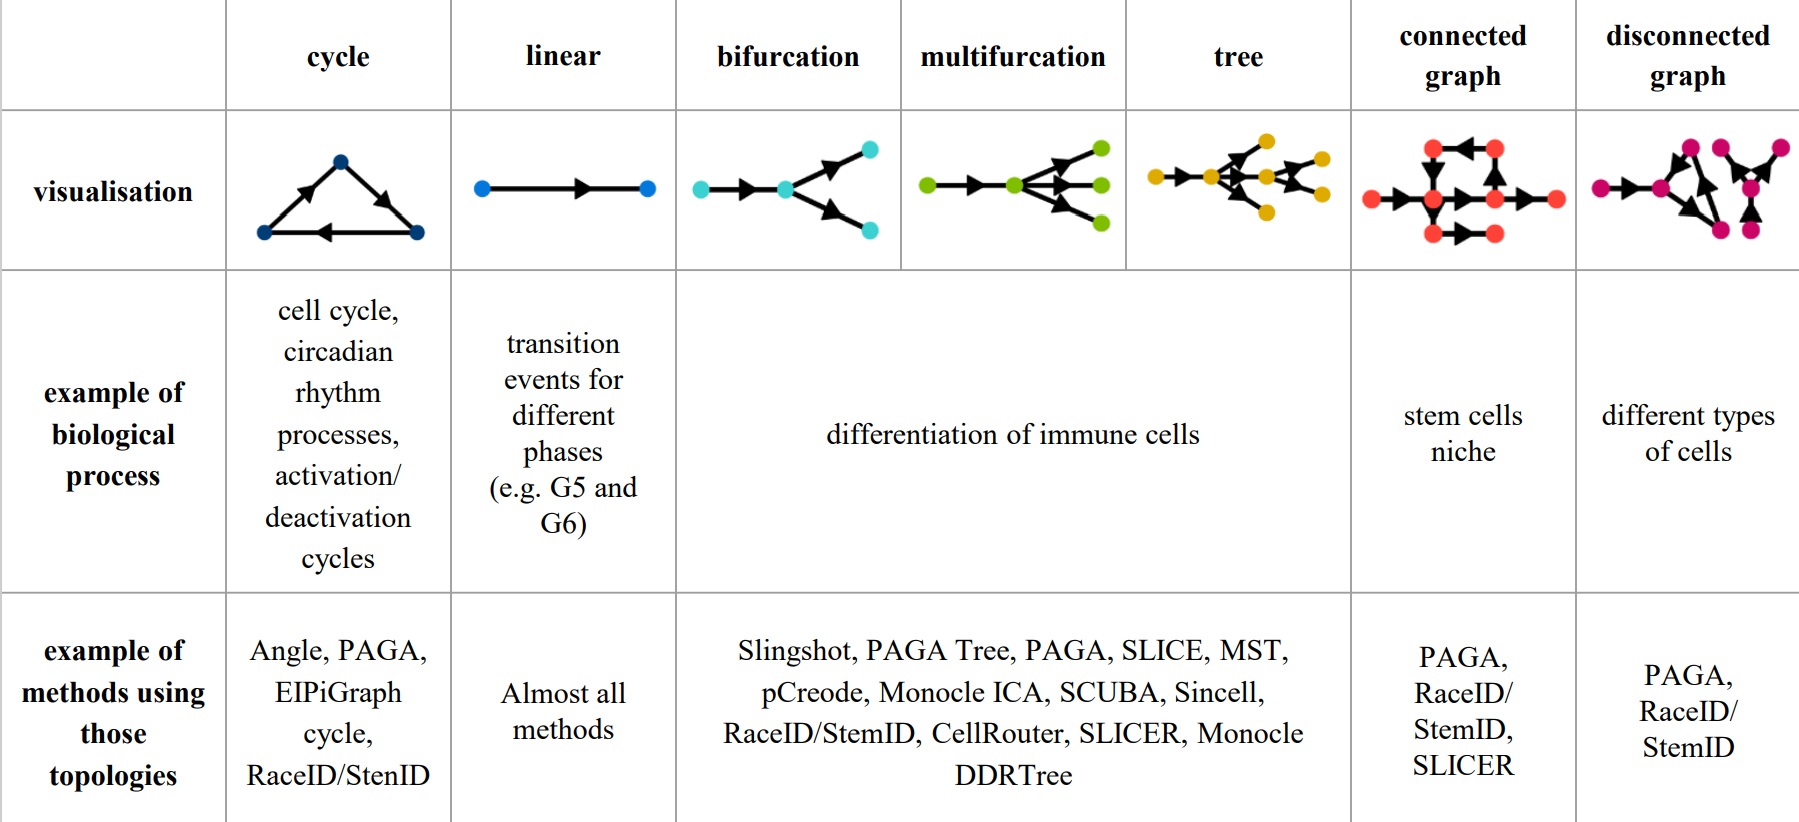 cycle
linear
bifurcation
multifurcation
tree
connected
graph
disconnected
graph
visualisation
example of
biological
process
cell cycle,
circadian
rhythm
processes,
activation/
deactivation
cycles
transition
events for
different
phases
(e.g. G5 and
G6)
differentiation of immune cells
stem cells
niche
different types
of cells
example of
methods using
those
topologies
Angle, PAGA,
EIPiGraph
cycle,
RaceID/StenID
Almost all
methods
Slingshot, PAGA Tree, PAGA, SLICE, MST,
pCreode, Monocle ICA, SCUBA, Sincell,
RaceID/StemID, CellRouter, SLICER, Monocle
DDRTree
PAGA,
RaceID/
StemID,
SLICER
PAGA,
RaceID/
StemID